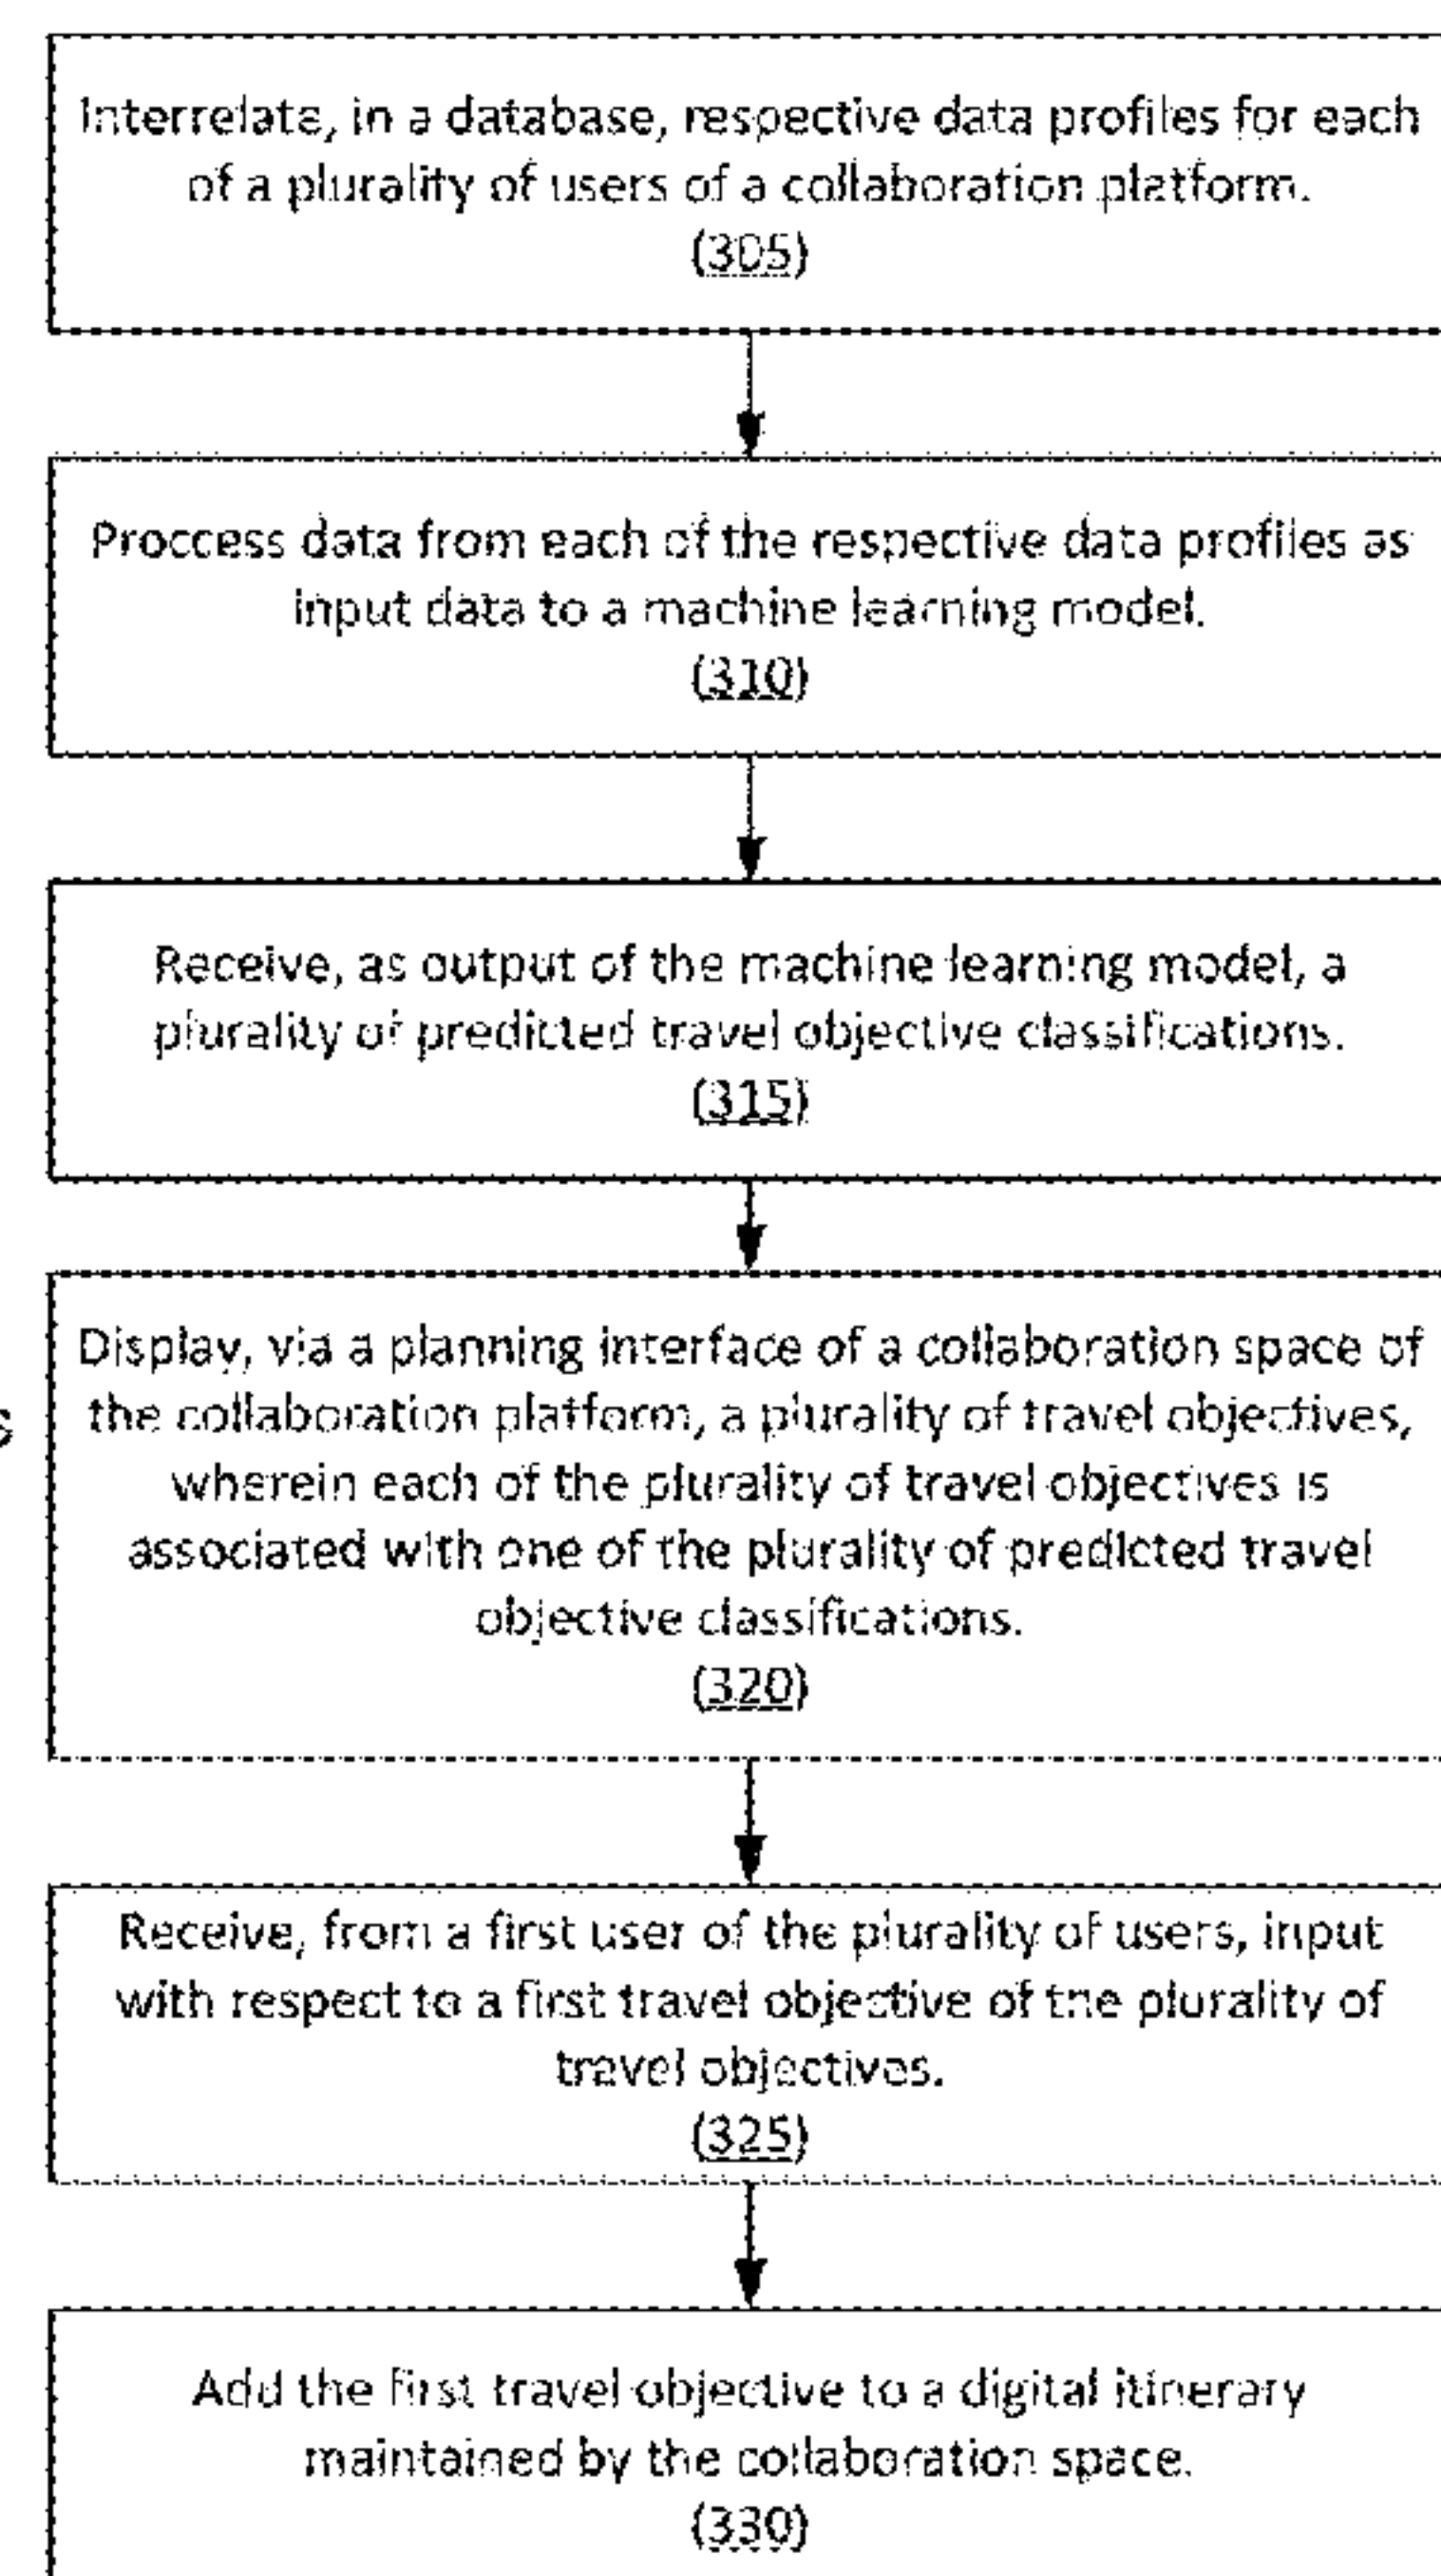 Interrelate, in a database, respective data profiles for each
of a plurality of users of a collaboration platform.
(305)
Proccess data from each of the respective data profiles as
input data to a machine learning model.
(310)
Receive, as output of the machine learning model, a
plurality of predicted travel objective classifications.
(315)
Display, via a planning interface of a collaboration space of
the collaboration platform, a plurality of travel objectives,
wherein each of the plurality of travel objectives is
associated with one of the plurality of predicted travel
objective classifications.
(320)
Receive, from a first user of the plurality of users, input
with respect to a first travel objective of the plurality of
travel objectives.
(325)
Add the first travel objective to a digital itinerary
maintained by the collaboration space.
(330)